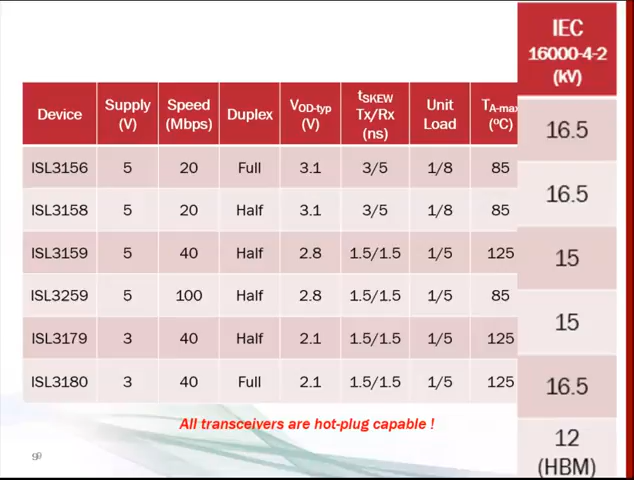 Device Supply (V) Speed (Mbps) Duplex VOD-typ (V) tSKEW Tx/Rx (ns) Unit Load TA-max (ºC)
ISL3156 5 20 Full 3.1 3/5 1/8 85
ISL3158 5 20 Half 3.1 3/5 1/8 85
ISL3159 5 40 Half 2.8 1.5/1.5 1/5 125
ISL3259 5 100 Half 2.8 1.5/1.5 1/5 85
ISL3179 3 40 Half 2.1 1.5/1.5 1/5 125
ISL3180 3 40 Full 2.1 1.5/1.5 1/5 125
IEC
16000-4-2
(KV)
16.5
16.5
15
15
16.5
12
(HBM)
All transceivers are hot-plug capable !